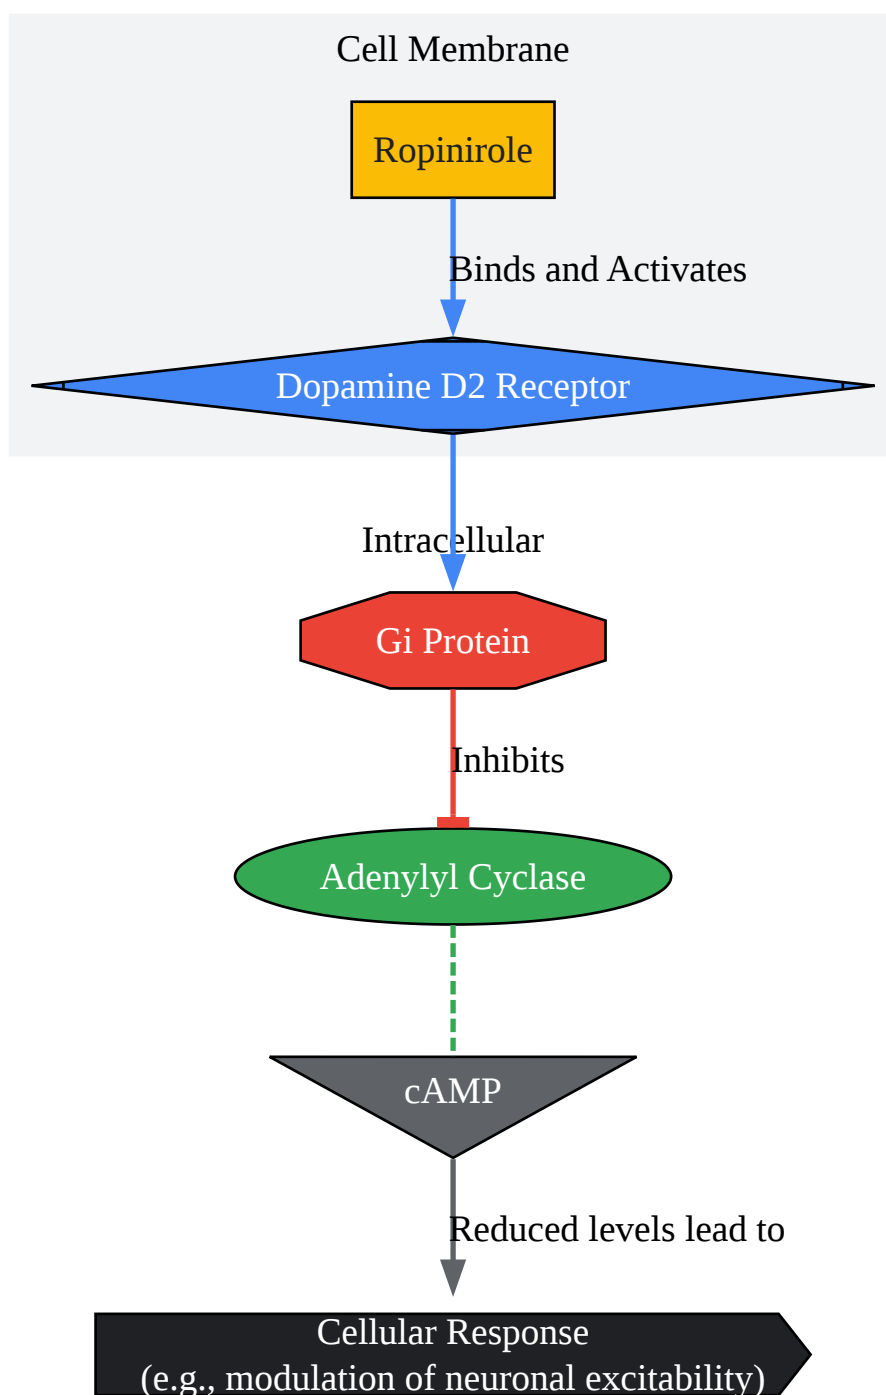 Cell Membrane
Ropinirole
Binds and Activates
Dopamine D2 Receptor
Intracellular
Gi Protein
Inhibits
Adenylyl Cyclase
cAMP
Reduced levels lead to
Cellular Response
(e.g., modulation of neuronal excitability)